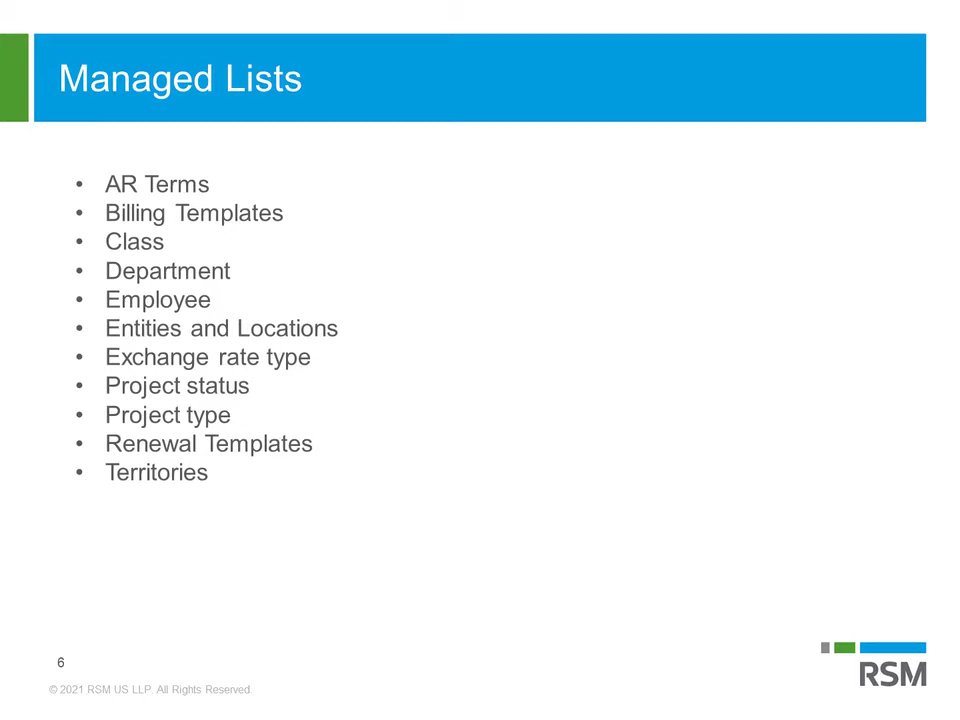 Managed Lists
• AR Terms
• Billing Templates
• Class
• Department
• Employee
• Entities and Locations
• Exchange rate type
• Project status
• Project type
• Renewal Templates
• Territories
6
© 2021 RSM US LLP. All Rights Reserved.
RSM